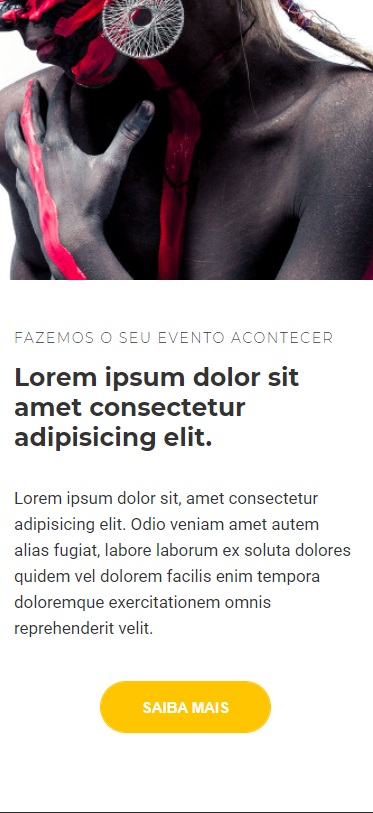 FAZEMOS O SEU EVENTO ACONTECER
Lorem ipsum dolor sit
amet consectetur
adipisicing elit.
Lorem ipsum dolor sit, amet consectetur
adipisicing elit. Odio veniam amet autem
alias fugiat, labore laborum ex soluta dolores
quidem vel dolorem facilis enim tempora
doloremque exercitationem omnis
reprehenderit velit.
SAIBA MAIS